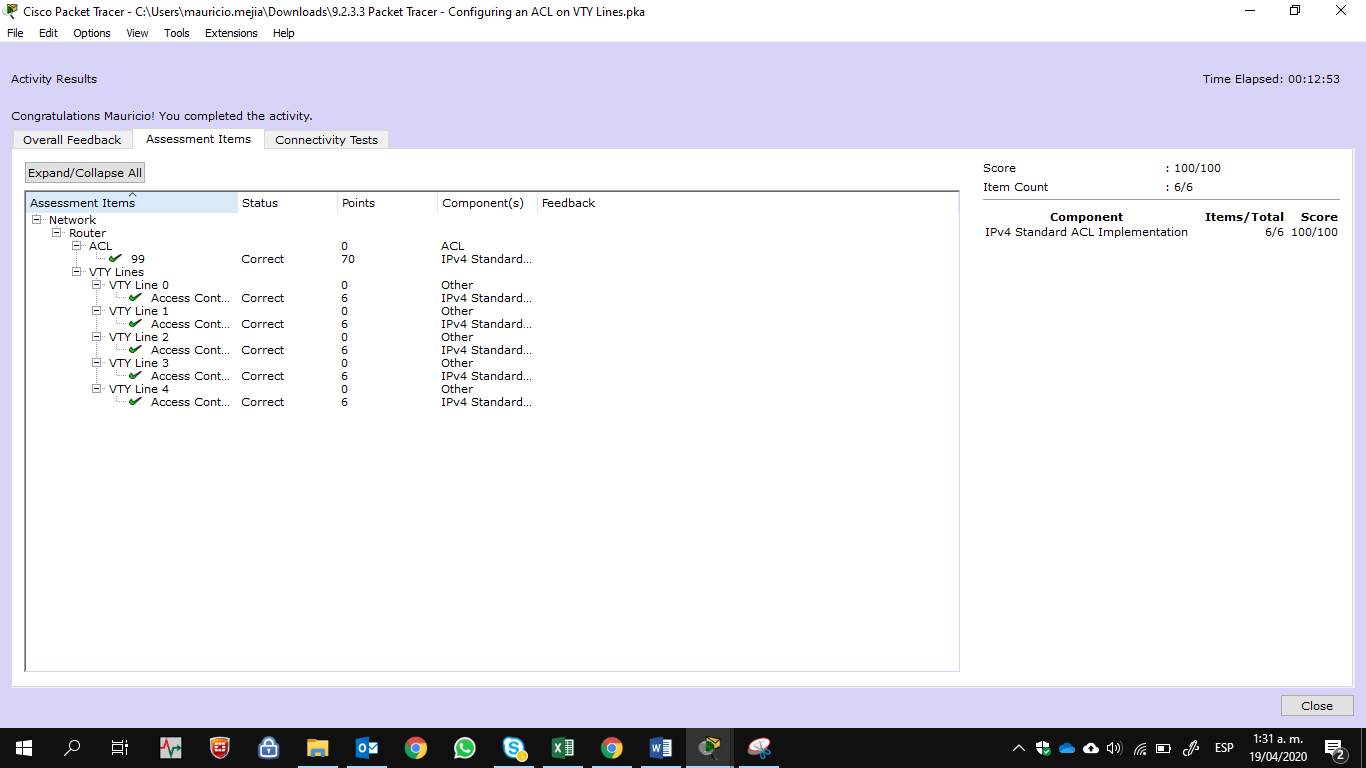 Cisco Packet Tracer - C:\Users\mauricio.mejia\Downloads\9.2.3.3 Packet Tracer - Configuring an ACL on VTY Lines.pka
File Edit Options View Tools Extensions Help
Activity Results
Time Elapsed: 00:12:53
Congratulations Mauricio! You completed the activity.
Overall Feedback Assessment Items Connectivity Tests
Expand/Collapse All
Assessment Items Status Points Component(s) Feedback
Network
Router
ACL 0 ACL
99 Correct 70 IPv4 Standard...
VTY Lines
VTY Line 0 0 Other
Access Cont... Correct 6 IPv4 Standard...
VTY Line 1 0 Other
Access Cont... Correct 6 IPv4 Standard...
VTY Line 2 0 Other
Access Cont... Correct 6 IPv4 Standard...
VTY Line 3 0 Other
Access Cont... Correct 6 IPv4 Standard...
VTY Line 4 0 Other
Access Cont... Correct 6 IPv4 Standard...
Score : 100/100
Item Count : 6/6
Component Items/Total Score
IPv4 Standard ACL Implementation 6/6 100/100
Close
ESP
1:31 a. m.
19/04/2020
2